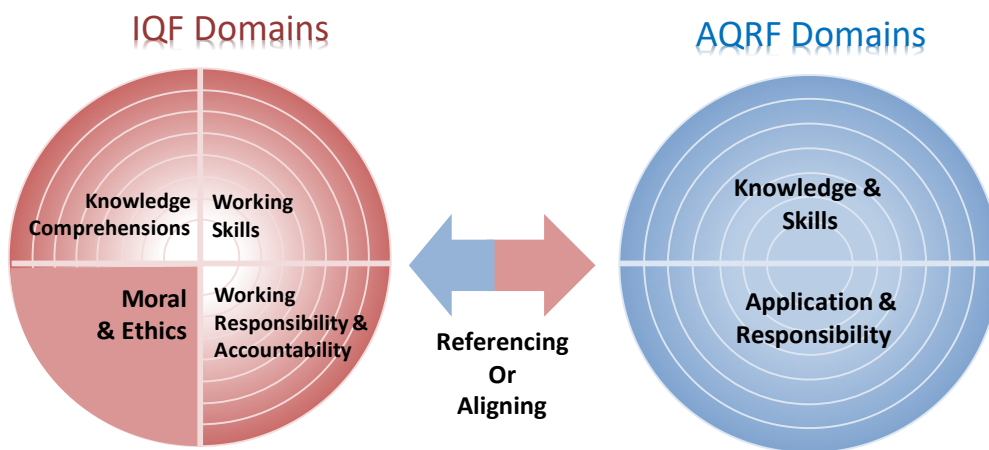 IQF Domains
AQRF Domains
Knowledge
Comprehensions
Working
Skills
Moral
& Ethics
Working
Responsibility &
Accountability
Referencing
Or
Aligning
Knowledge &
Skills
Application &
Responsibility